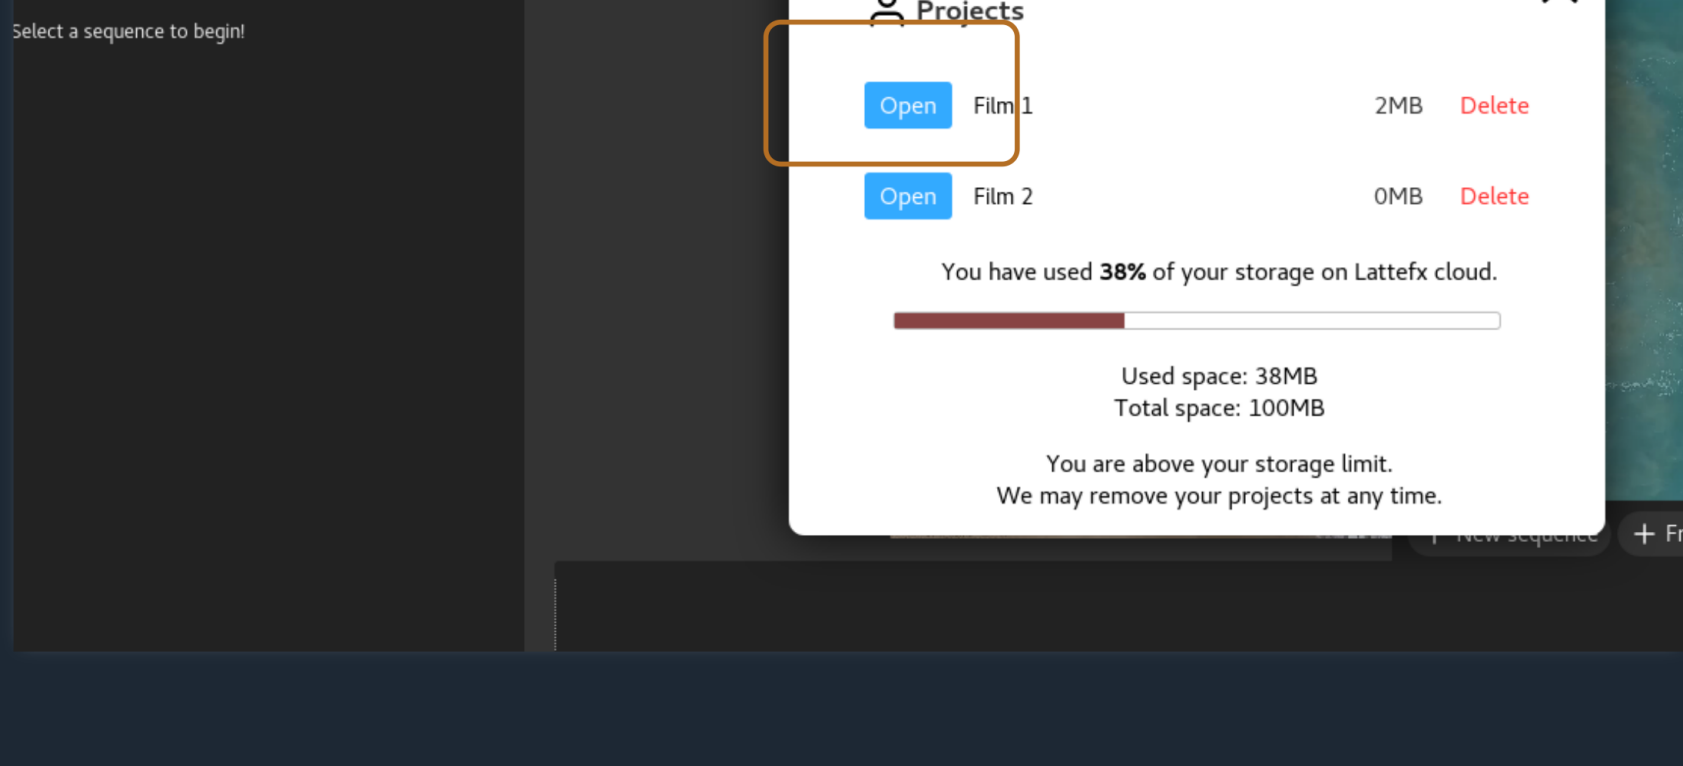 Select a sequence to begin!
Projects
Open Film 1 2MB Delete
Open Film 2 0MB Delete
You have used 38% of your storage on Lattefx cloud.
Used space: 38MB
Total space: 100MB
You are above your storage limit.
We may remove your projects at any time.
New sequence